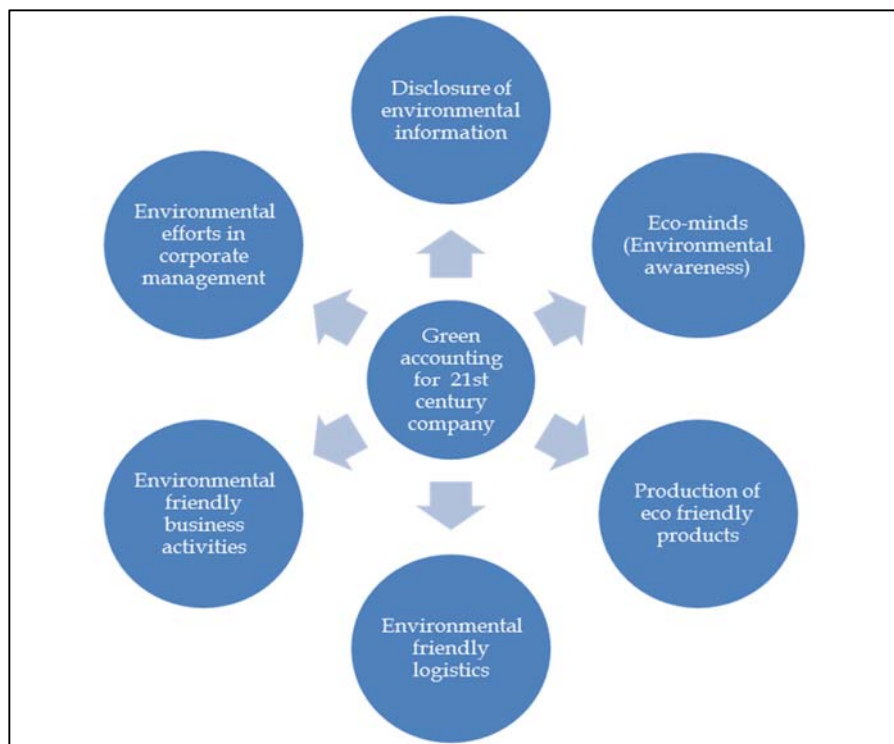 Disclosure of
environmental
information
Eco-minds
(Environmental
awareness)
Production of
eco friendly
products
Environmental
friendly
logistics
Environmental
friendly
business
activities
Environmental
efforts in
corporate
management
Green
accounting
for 21st
century
company